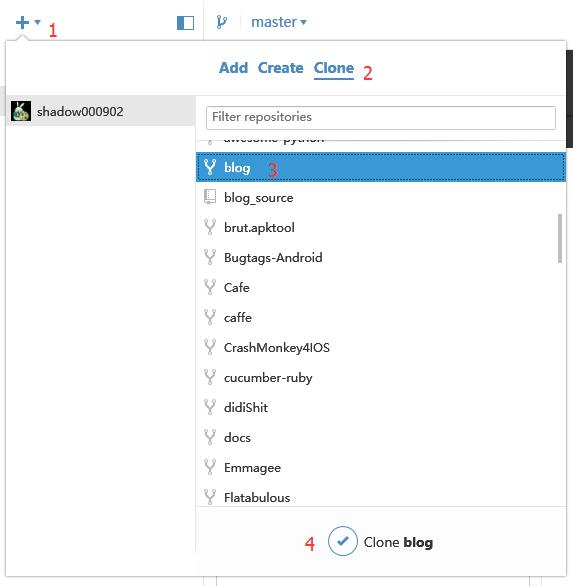 1
master
Add Create Clone 2
shadow000902
Filter repositories
awesome-python
blog 3
blog_source
brut.apktool
Bugtags-Android
Cafe
caffe
CrashMonkey4IOS
cucumber-ruby
didiShit
docs
Emmagee
Flatabulous
4 Clone blog